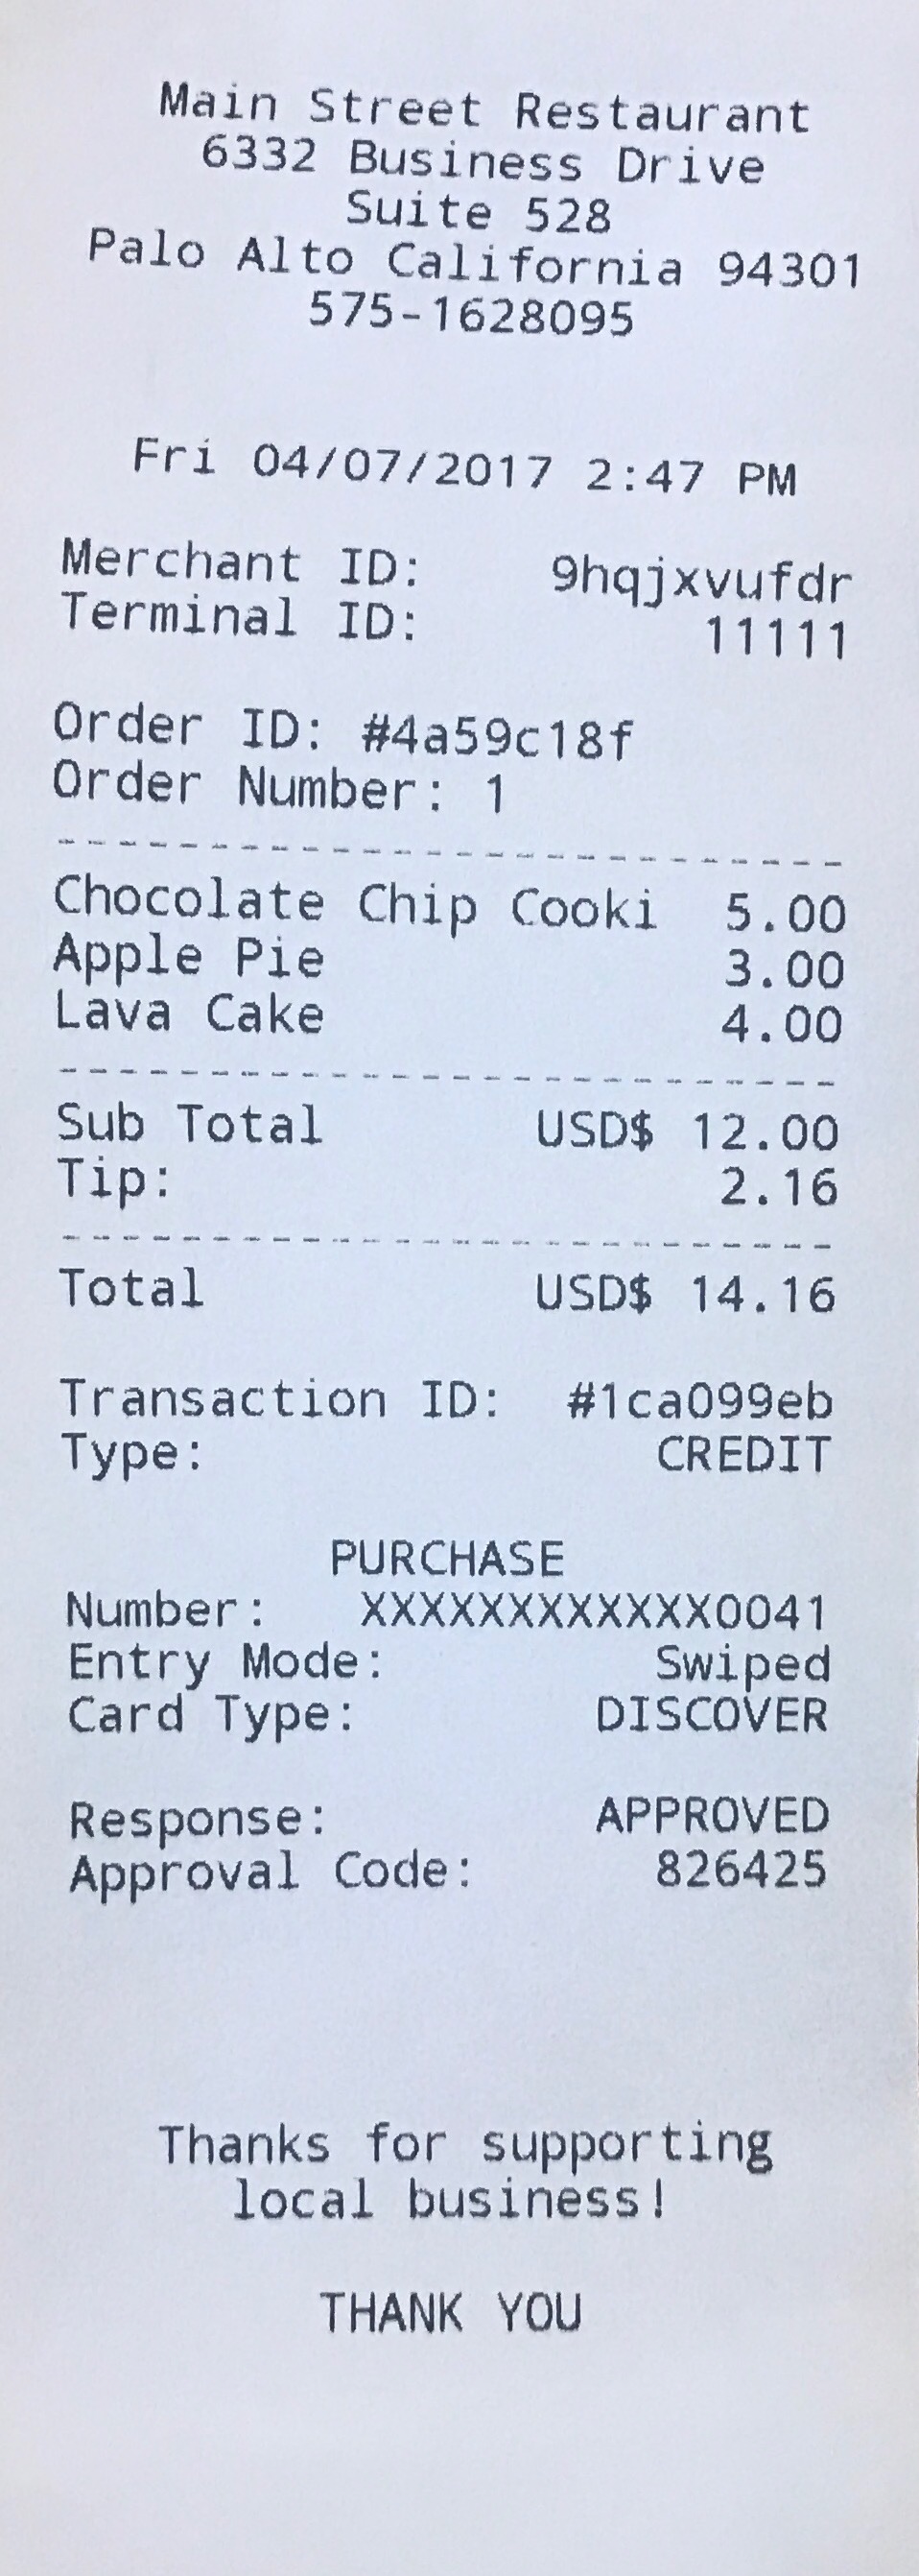 Main Street Restaurant
6332 Business Drive
Suite 528
Palo Alto California 94301
575-1628095
Fri 04/07/2017 2:47 PM
Merchant ID: 9hqjxvufdr
Terminal ID: 11111
Order ID: #4a59c18f
Order Number: 1
--------------------------
Chocolate Chip Cooki 5.00
Apple Pie 3.00
Lava Cake 4.00
--------------------------
Sub Total USD$ 12.00
Tip: 2.16
--------------------------
Total USD$ 14.16
Transaction ID: #1ca099eb
Type: CREDIT
PURCHASE
Number: XXXXXXXXXXXX0041
Entry Mode: Swiped
Card Type: DISCOVER
Response: APPROVED
Approval Code: 826425
Thanks for supporting
local business!
THANK YOU